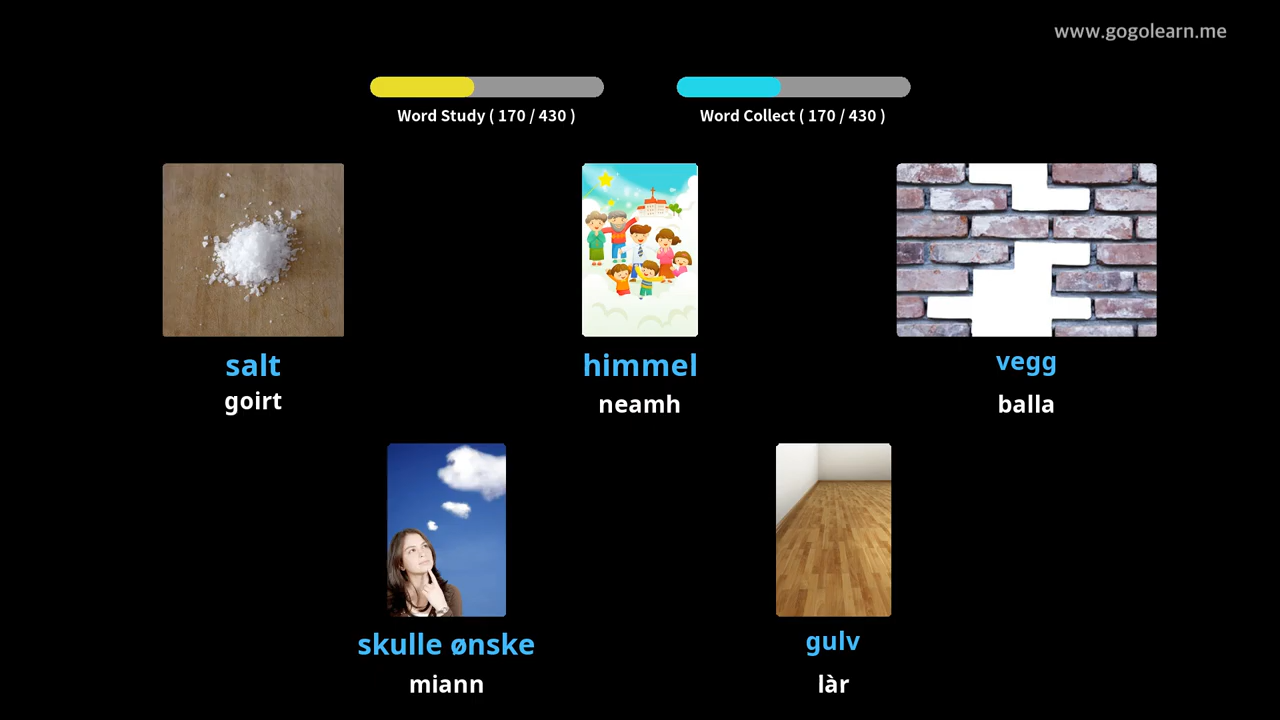 www.gogolearn.me
Word Study ( 170 / 430 )
Word Collect ( 170 / 430 )
salt
goirt
himmel
neamh
vegg
balla
skulle ønske
miann
gulv
làr